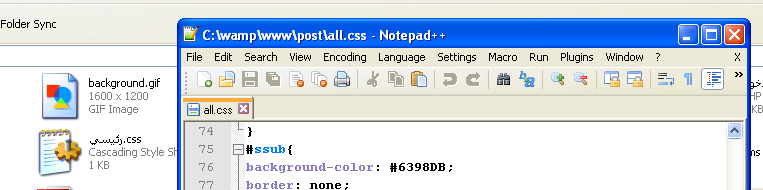 Folder Sync
C:\wamp\www\post\all.css - Notepad++
File Edit Search View Encoding Language Settings Macro Run Plugins Window ? X
background.gif
1600 x 1200
GIF Image
رئيسي.css
Cascading Style Sh
1 KB
all.css
74 }
75 #ssub{
76 background-color: #6398DB;
77 border: none;
HP
ms